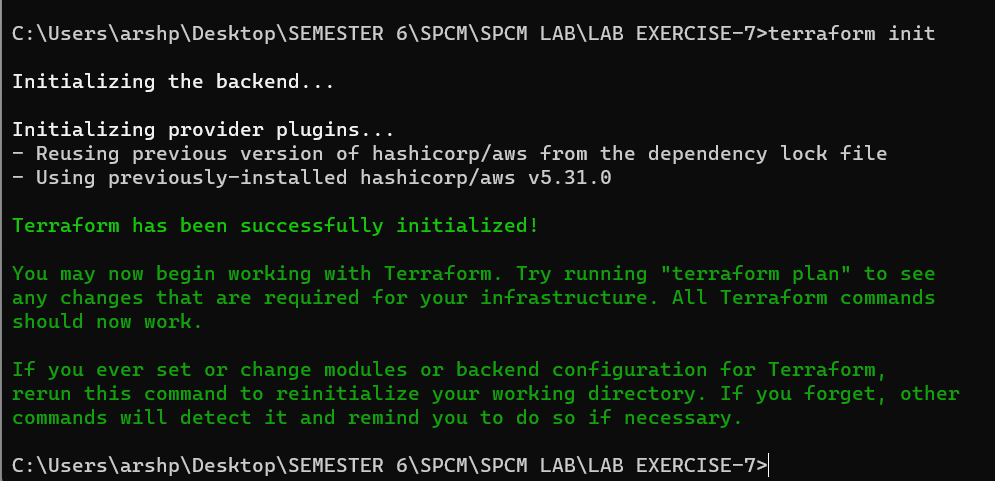 C:\Users\arshp\Desktop\SEMESTER 6\SPCM\SPCM LAB\LAB EXERCISE-7>terraform init
Initializing the backend...
Initializing provider plugins...
- Reusing previous version of hashicorp/aws from the dependency lock file
- Using previously-installed hashicorp/aws v5.31.0
Terraform has been successfully initialized!
You may now begin working with Terraform. Try running "terraform plan" to see
any changes that are required for your infrastructure. All Terraform commands
should now work.
If you ever set or change modules or backend configuration for Terraform,
rerun this command to reinitialize your working directory. If you forget, other
commands will detect it and remind you to do so if necessary.
C:\Users\arshp\Desktop\SEMESTER 6\SPCM\SPCM LAB\LAB EXERCISE-7>